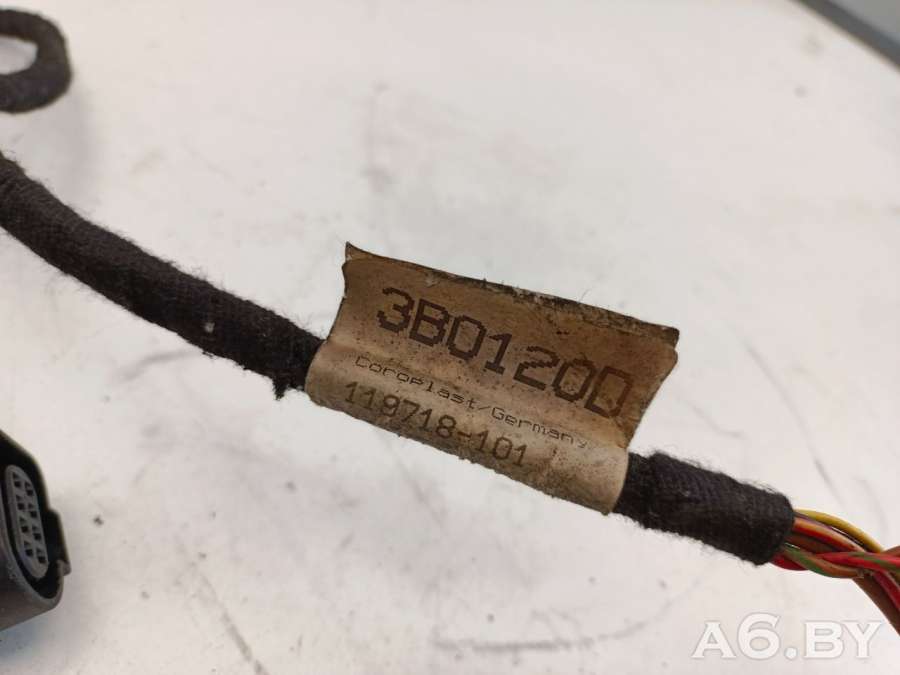 3B0120D
Coroplast/Germany
119718-101
A6.BY